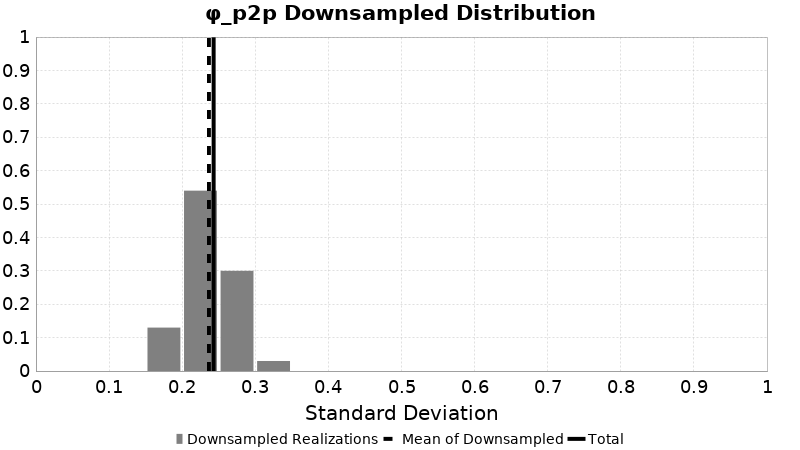 φ_p2p Downsampled Distribution
1
0.9
0.8
0.7
0.6
0.5
0.4
0.3
0.2
0.1
0
0 0.1 0.2 0.3 0.4 0.5 0.6 0.7 0.8 0.9 1
Standard Deviation
Downsampled Realizations Mean of Downsampled Total